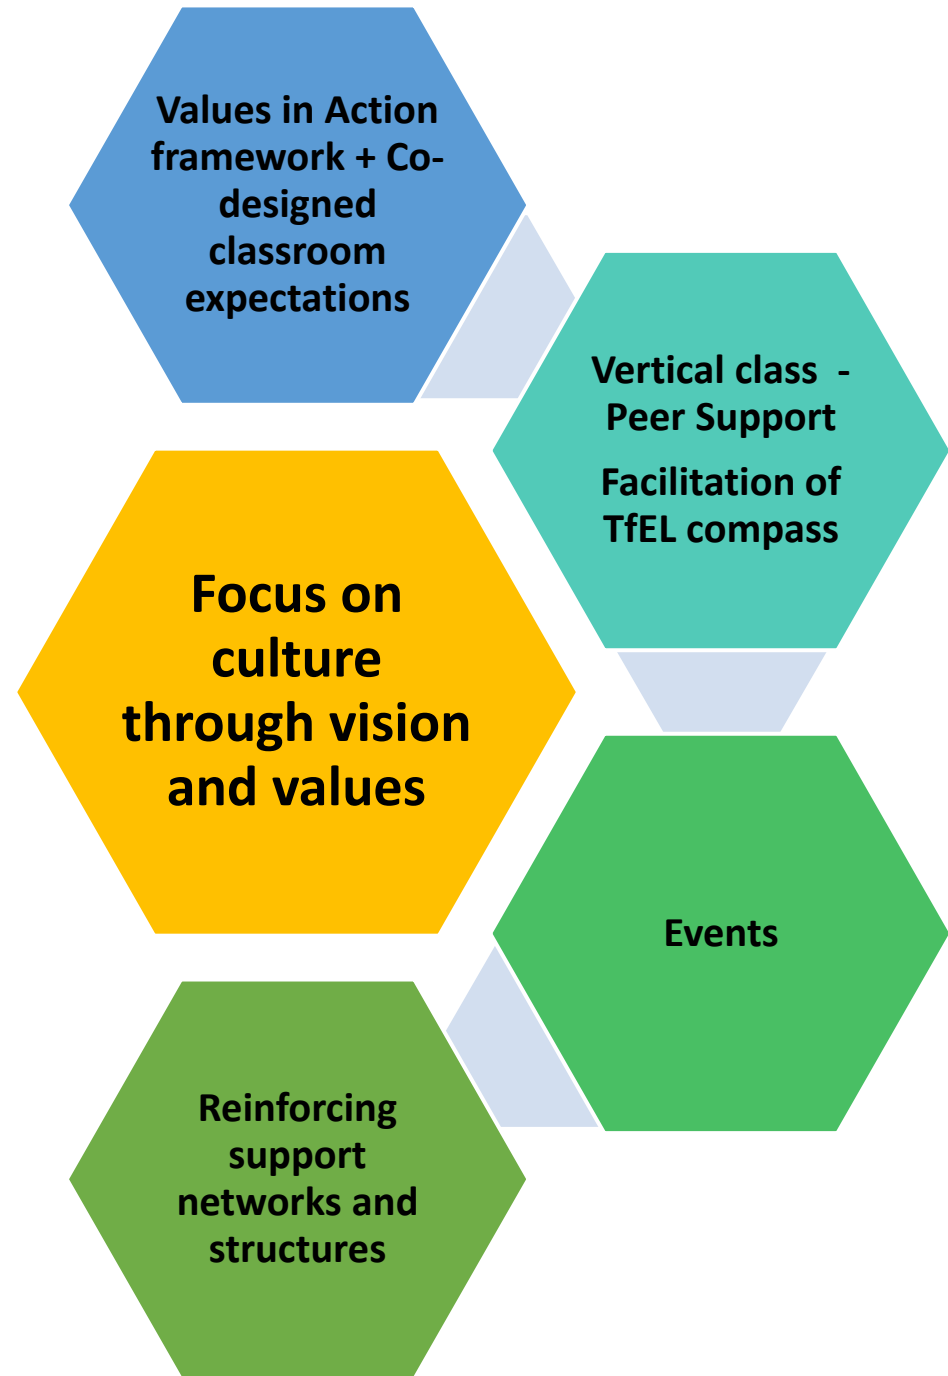 Values in Action
framework + Co-
designed
classroom
expectations
Vertical class  -
Peer Support
Facilitation of
TfEL compass
Focus on
culture
through vision
and values
Events
Reinforcing
support
networks and
structures